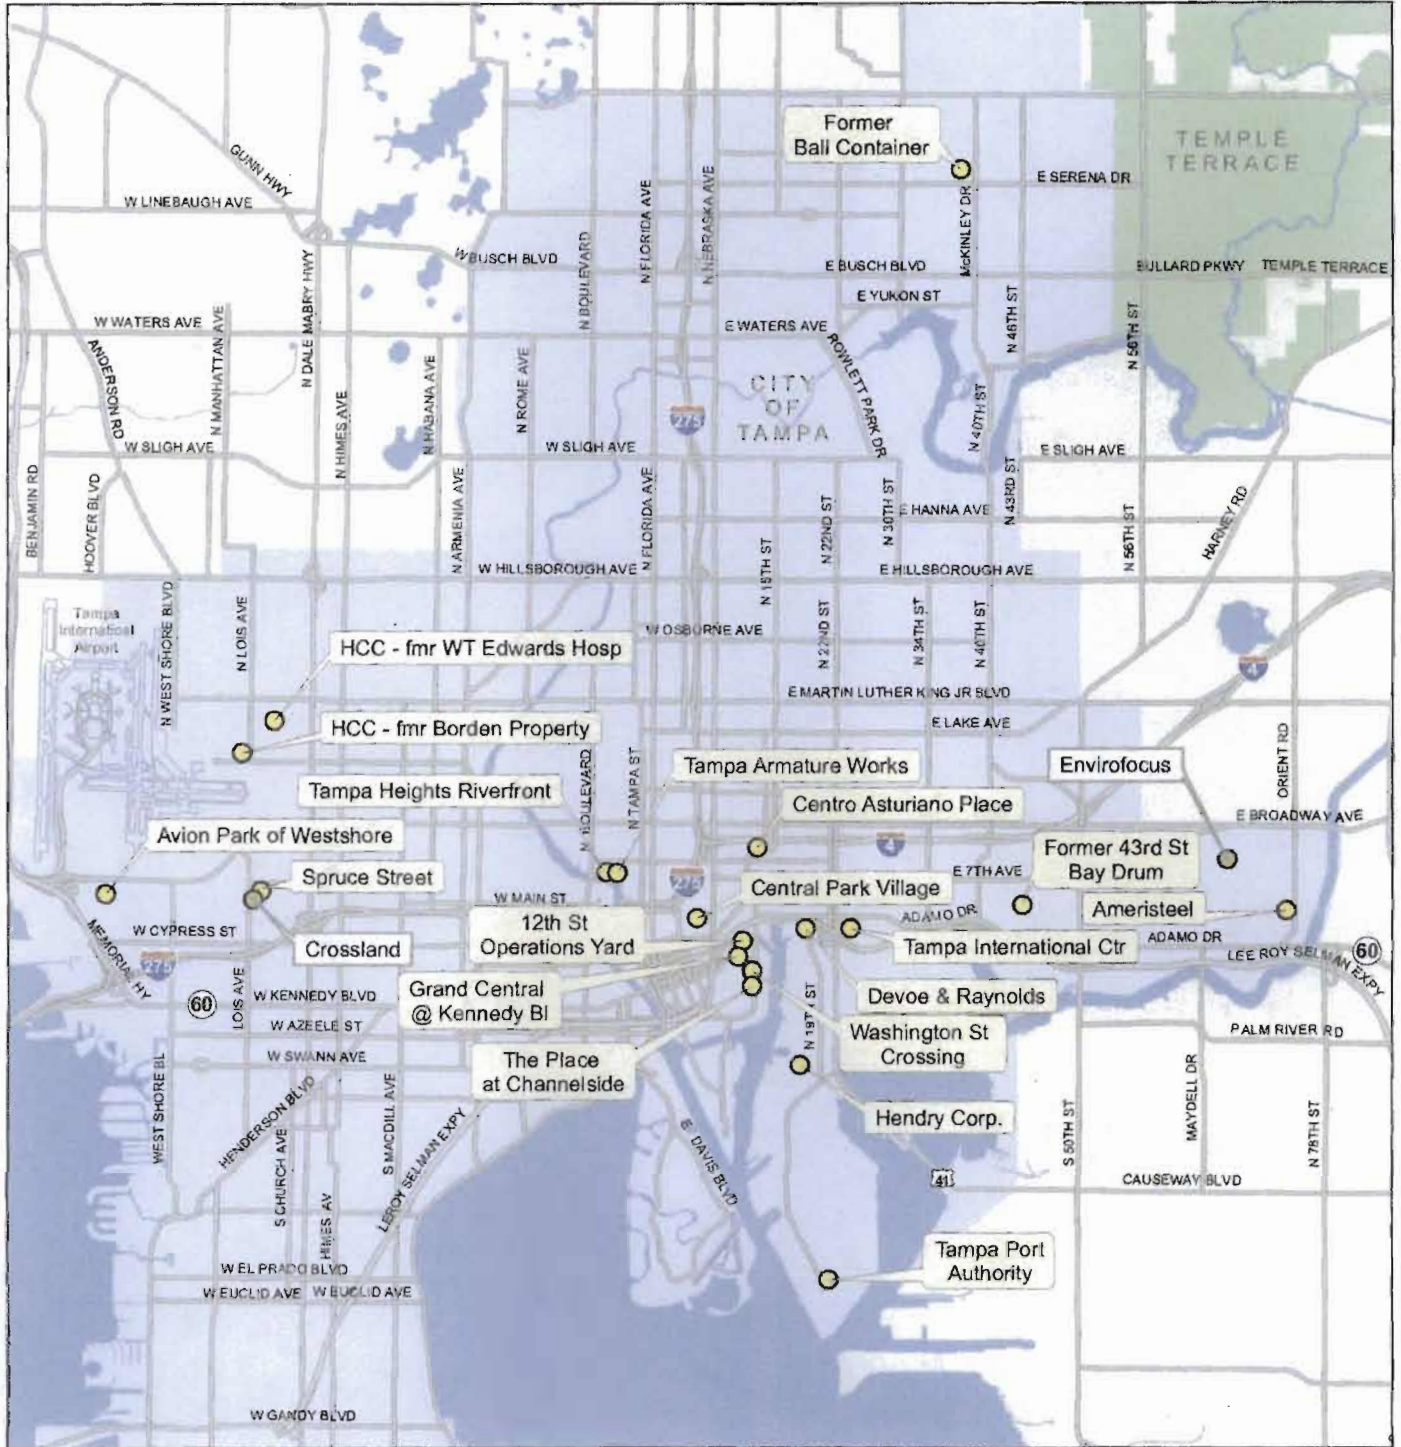 Former
Ball Container
TEMPLE
TERRACE
GUNN HWY
E SERENA DR
W LINEBAUGH AVE
N FLORIDA AVE
N NEBRASKA AVE
McKINLEY DR
N BOULEVARD
N DALE MABRY HWY
W BUSCH BLVD
E BUSCH BLVD
BULLARD PKWY
TEMPLE TERRACE
E YUKON ST
N 46TH ST
N 56TH ST
W WATERS AVE
N MANHATTAN AVE
E WATERS AVE
ROWLETT PARK DR
ANDERSON RD
N HIMES AVE
N HABANA AVE
N ROME AVE
CITY
OF
TAMPA
275
N 40TH ST
W SLIGH AVE
W SLIGH AVE
E SLIGH AVE
BENJAMIN RD
HOOVER BLVD
N ARMENIA AVE
N FLORIDA AVE
N 22ND ST
N 30TH ST
E HANNA AVE
N 43RD ST
N 56TH ST
HARNEY RD
N 15TH ST
W HILLSBOROUGH AVE
E HILLSBOROUGH AVE
Tampa
International
Airport
N WEST SHORE BLVD
N LOIS AVE
W OSBORNE AVE
N 22ND ST
N 34TH ST
N 40TH ST
HCC - fmr WT Edwards Hosp
4
E MARTIN LUTHER KING JR BLVD
HCC - fmr Borden Property
E LAKE AVE
ORIENT RD
N BOULEVARD
N TAMPA ST
Tampa Armature Works
Envirofocus
Tampa Heights Riverfront
Centro Asturiano Place
E BROADWAY AVE
Avion Park of Westshore
4
Former 43rd St
Bay Drum
E 7TH AVE
Spruce Street
275
Central Park Village
W MAIN ST
Ameristeel
ADAMO DR
12th St
Operations Yard
W CYPRESS ST
MEMORIAL HY
Crossland
Tampa International Ctr
ADAMO DR
LEE ROY SELMAN EXPY
60
275
Grand Central
@ Kennedy Bl
Devoe & Raynolds
60
LOIS AVE
W KENNEDY BLVD
N 19TH ST
W AZEELE ST
Washington St
Crossing
PALM RIVER RD
W SWANN AVE
The Place
at Channelside
WEST SHORE BL
HENDERSON BLVD
S MACDILL AVE
LEROY SELMAN EXPY
MAYDELL DR
S 50TH ST
N 78TH ST
Hendry Corp.
S CHURCH AVE
E DAVIS BLVD
41
CAUSEWAY BLVD
HIMES AV
W EL PRADO BLVD
Tampa Port
Authority
W EUCLID AVE
W EUCLID AVE
W GANDY BLVD